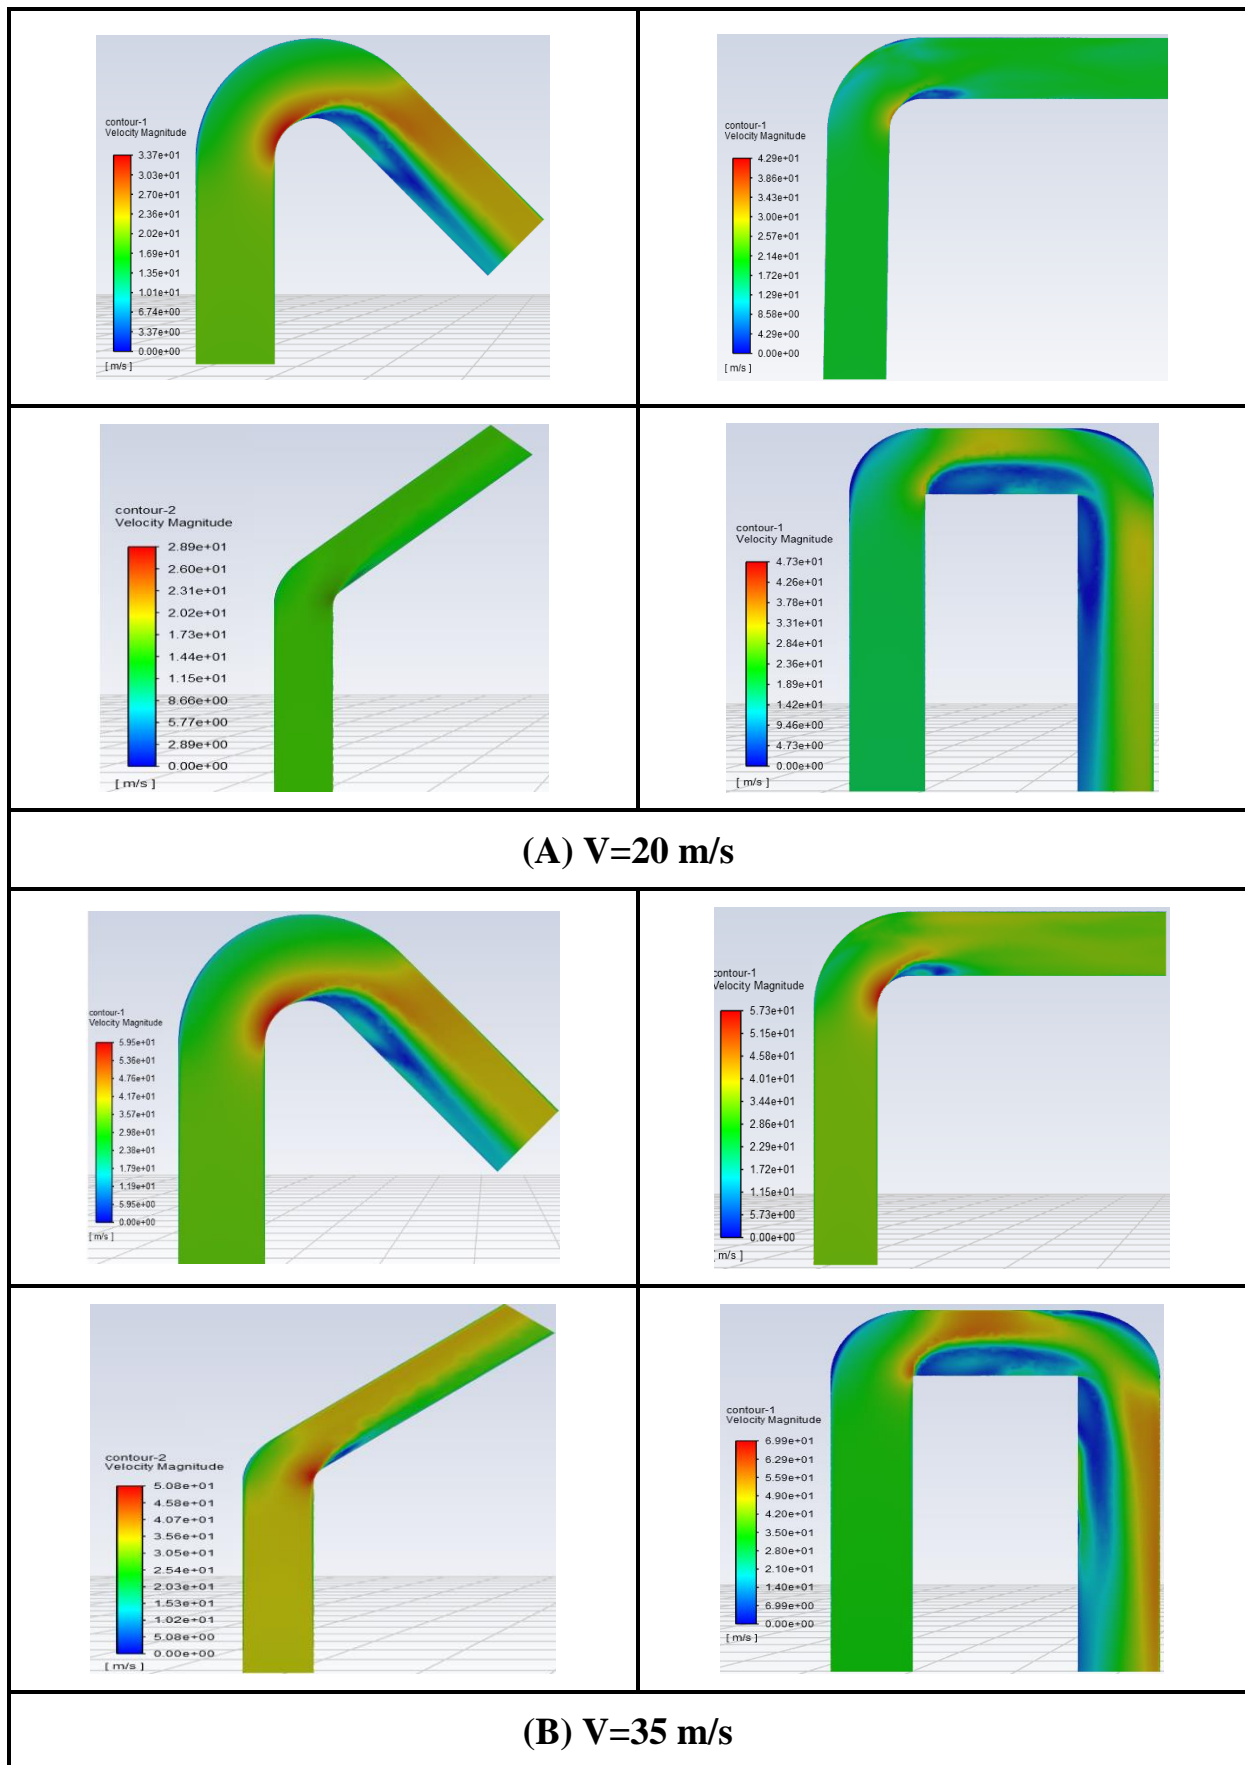 contour-1
Velocity Magnitude
3.37e+01
3.03e+01
2.70e+01
2.36e+01
2.02e+01
1.69e+01
1.35e+01
1.01e+01
6.74e+00
3.37e+00
0.00e+00
[ m/s ]
contour-1
Velocity Magnitude
4.29e+01
3.86e+01
3.43e+01
3.00e+01
2.57e+01
2.14e+01
1.72e+01
1.29e+01
8.58e+00
4.29e+00
0.00e+00
[ m/s ]
contour-2
Velocity Magnitude
2.89e+01
2.60e+01
2.31e+01
2.02e+01
1.73e+01
1.44e+01
1.15e+01
8.66e+00
5.77e+00
2.89e+00
0.00e+00
[ m/s ]
contour-1
Velocity Magnitude
4.73e+01
4.26e+01
3.78e+01
3.31e+01
2.84e+01
2.36e+01
1.89e+01
1.42e+01
9.46e+00
4.73e+00
0.00e+00
[ m/s ]
(A) V=20 m/s
contour-1
Velocity Magnitude
5.95e+01
5.36e+01
4.76e+01
4.17e+01
3.57e+01
2.98e+01
2.38e+01
1.79e+01
1.19e+01
5.95e+00
0.00e+00
[ m/s ]
contour-1
Velocity Magnitude
5.73e+01
5.15e+01
4.58e+01
4.01e+01
3.44e+01
2.86e+01
2.29e+01
1.72e+01
1.15e+01
5.73e+00
0.00e+00
[ m/s ]
contour-2
Velocity Magnitude
5.08e+01
4.58e+01
4.07e+01
3.56e+01
3.05e+01
2.54e+01
2.03e+01
1.53e+01
1.02e+01
5.08e+00
0.00e+00
[ m/s ]
contour-1
Velocity Magnitude
6.99e+01
6.29e+01
5.59e+01
4.90e+01
4.20e+01
3.50e+01
2.80e+01
2.10e+01
1.40e+01
6.99e+00
0.00e+00
[ m/s ]
(B) V=35 m/s